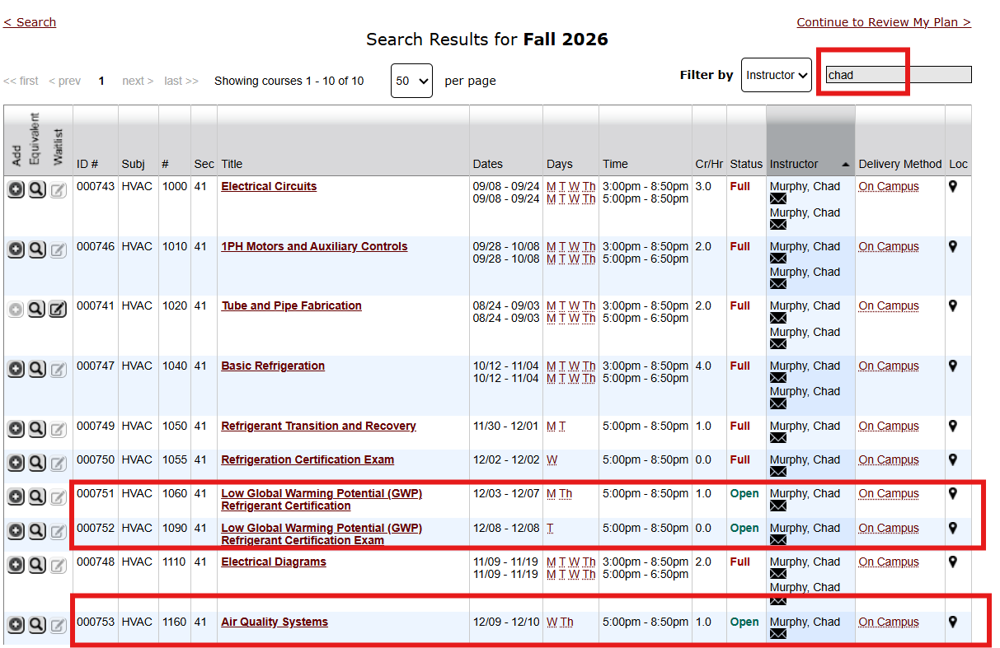 < Search
Continue to Review My Plan >
Search Results for Fall 2026
<< first < prev 1 next > last >> Showing courses 1 - 10 of 10 50 per page Filter by Instructor chad
Add Equivalent Waitlist ID # Subj # Sec Title Dates Days Time Cr/Hr Status Instructor Delivery Method Loc
000743 HVAC 1000 41 Electrical Circuits 09/08 - 09/24 M T W Th 3:00pm - 8:50pm 3.0 Full Murphy, Chad On Campus
09/08 - 09/24 M T W Th 5:00pm - 8:50pm
Murphy, Chad
000746 HVAC 1010 41 1PH Motors and Auxiliary Controls 09/28 - 10/08 M T W Th 3:00pm - 8:50pm 2.0 Full Murphy, Chad On Campus
09/28 - 10/08 M T W Th 5:00pm - 6:50pm
Murphy, Chad
000741 HVAC 1020 41 Tube and Pipe Fabrication 08/24 - 09/03 M T W Th 3:00pm - 8:50pm 2.0 Full Murphy, Chad On Campus
08/24 - 09/03 M T W Th 5:00pm - 6:50pm
Murphy, Chad
000747 HVAC 1040 41 Basic Refrigeration 10/12 - 11/04 M T W Th 3:00pm - 8:50pm 4.0 Full Murphy, Chad On Campus
10/12 - 11/04 M T W Th 5:00pm - 6:50pm
Murphy, Chad
000749 HVAC 1050 41 Refrigerant Transition and Recovery 11/30 - 12/01 M T 5:00pm - 8:50pm 1.0 Full Murphy, Chad On Campus
000750 HVAC 1055 41 Refrigeration Certification Exam 12/02 - 12/02 W 5:00pm - 8:50pm 0.0 Full Murphy, Chad On Campus
000751 HVAC 1060 41 Low Global Warming Potential (GWP) 12/03 - 12/07 M Th 5:00pm - 8:50pm 1.0 Open Murphy, Chad On Campus
Refrigerant Certification
000752 HVAC 1090 41 Low Global Warming Potential (GWP) 12/08 - 12/08 T 5:00pm - 8:50pm 0.0 Open Murphy, Chad On Campus
Refrigerant Certification Exam
000748 HVAC 1110 41 Electrical Diagrams 11/09 - 11/19 M T W Th 3:00pm - 8:50pm 2.0 Full Murphy, Chad On Campus
11/09 - 11/19 M T W Th 5:00pm - 6:50pm
Murphy, Chad
000753 HVAC 1160 41 Air Quality Systems 12/09 - 12/10 W Th 5:00pm - 8:50pm 1.0 Open Murphy, Chad On Campus